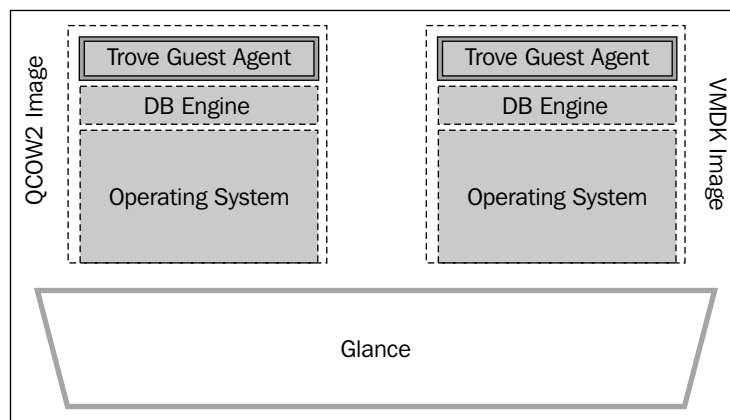 QCOW2 Image
Trove Guest Agent
DB Engine
Operating System
Trove Guest Agent
DB Engine
Operating System
VMDK Image
Glance